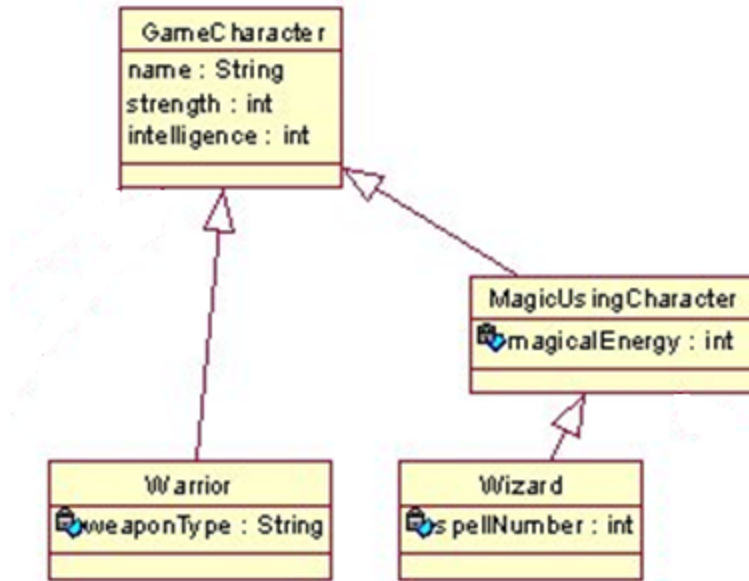 GameCharacter
name : String
strength : int
intelligence : int
MagicUsingCharacter
magicalEnergy : int
Warrior
weaponType : String
Wizard
spellNumber : int